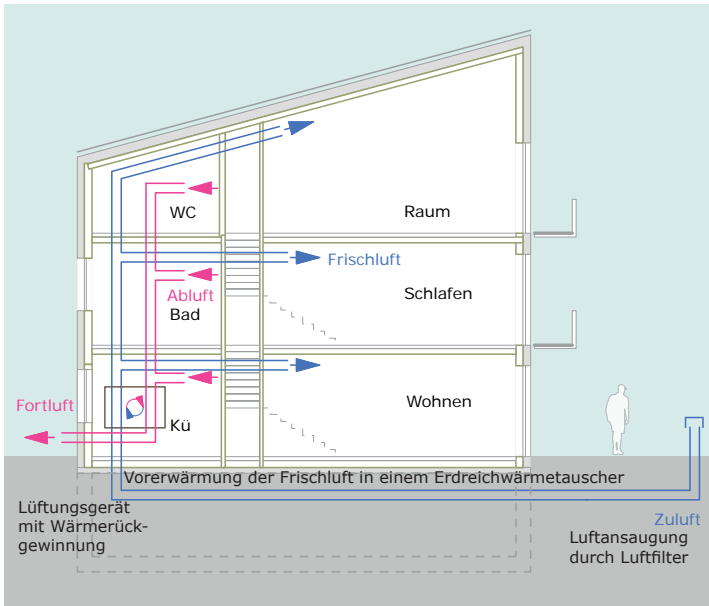 WC
Raum
Frischluft
Abluft
Schlafen
Bad
Fortluft
Wohnen
Kü
Vorerwärmung der Frischluft in einem Erdreichwärmetauscher
Lüftungsgerät
mit Wärmerück-
gewinnung
Zuluft
Luftansaugung
durch Luftfilter